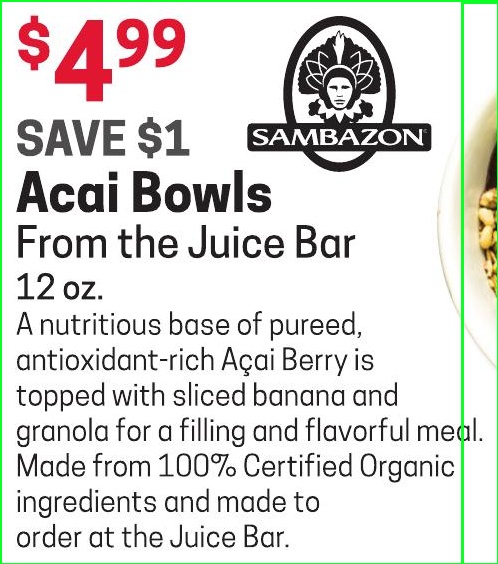 $4.99
SAVE $1
SAMBAZON
Acai Bowls
From the Juice Bar
12 oz.
A nutritious base of pureed,
antioxidant-rich Açai Berry is
topped with sliced banana and
granola for a filling and flavorful meal.
Made from 100% Certified Organic
ingredients and made to
order at the Juice Bar.